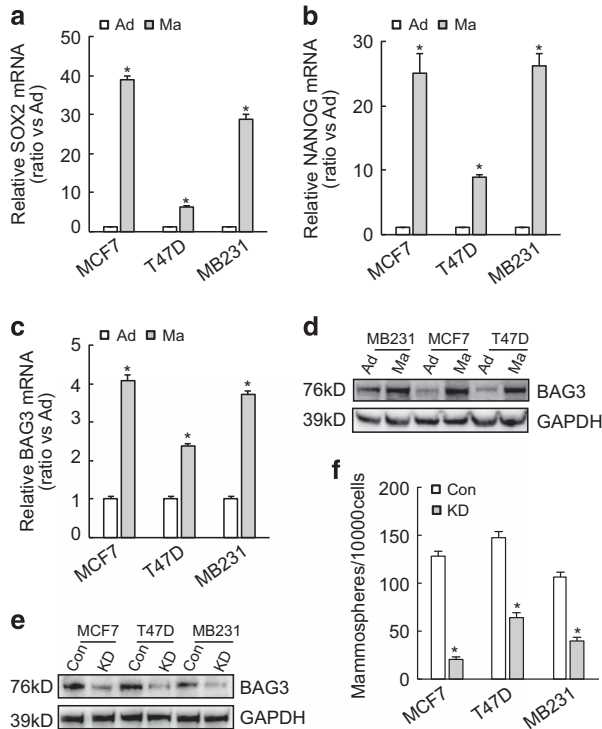 a
Ad Ma
Relative SOX2 mRNA
(ratio vs Ad)
50
40
30
20
10
0
*
*
*
MCF7 T47D MB231
b
Ad Ma
Relative NANOG mRNA
(ratio vs Ad)
30
20
10
0
*
*
*
MCF7 T47D MB231
c
Ad Ma
Relative BAG3 mRNA
(ratio vs Ad)
5
4
3
2
1
0
*
*
*
MCF7 T47D MB231
d
MB231 MCF7 T47D
Ad Ma Ad Ma Ad Ma
76kD BAG3
39kD GAPDH
e
MCF7 T47D MB231
Con KD Con KD Con KD
76kD BAG3
39kD GAPDH
f
Con
KD
Mammospheres/10000cells
200
150
100
50
0
*
*
*
MCF7 T47D MB231